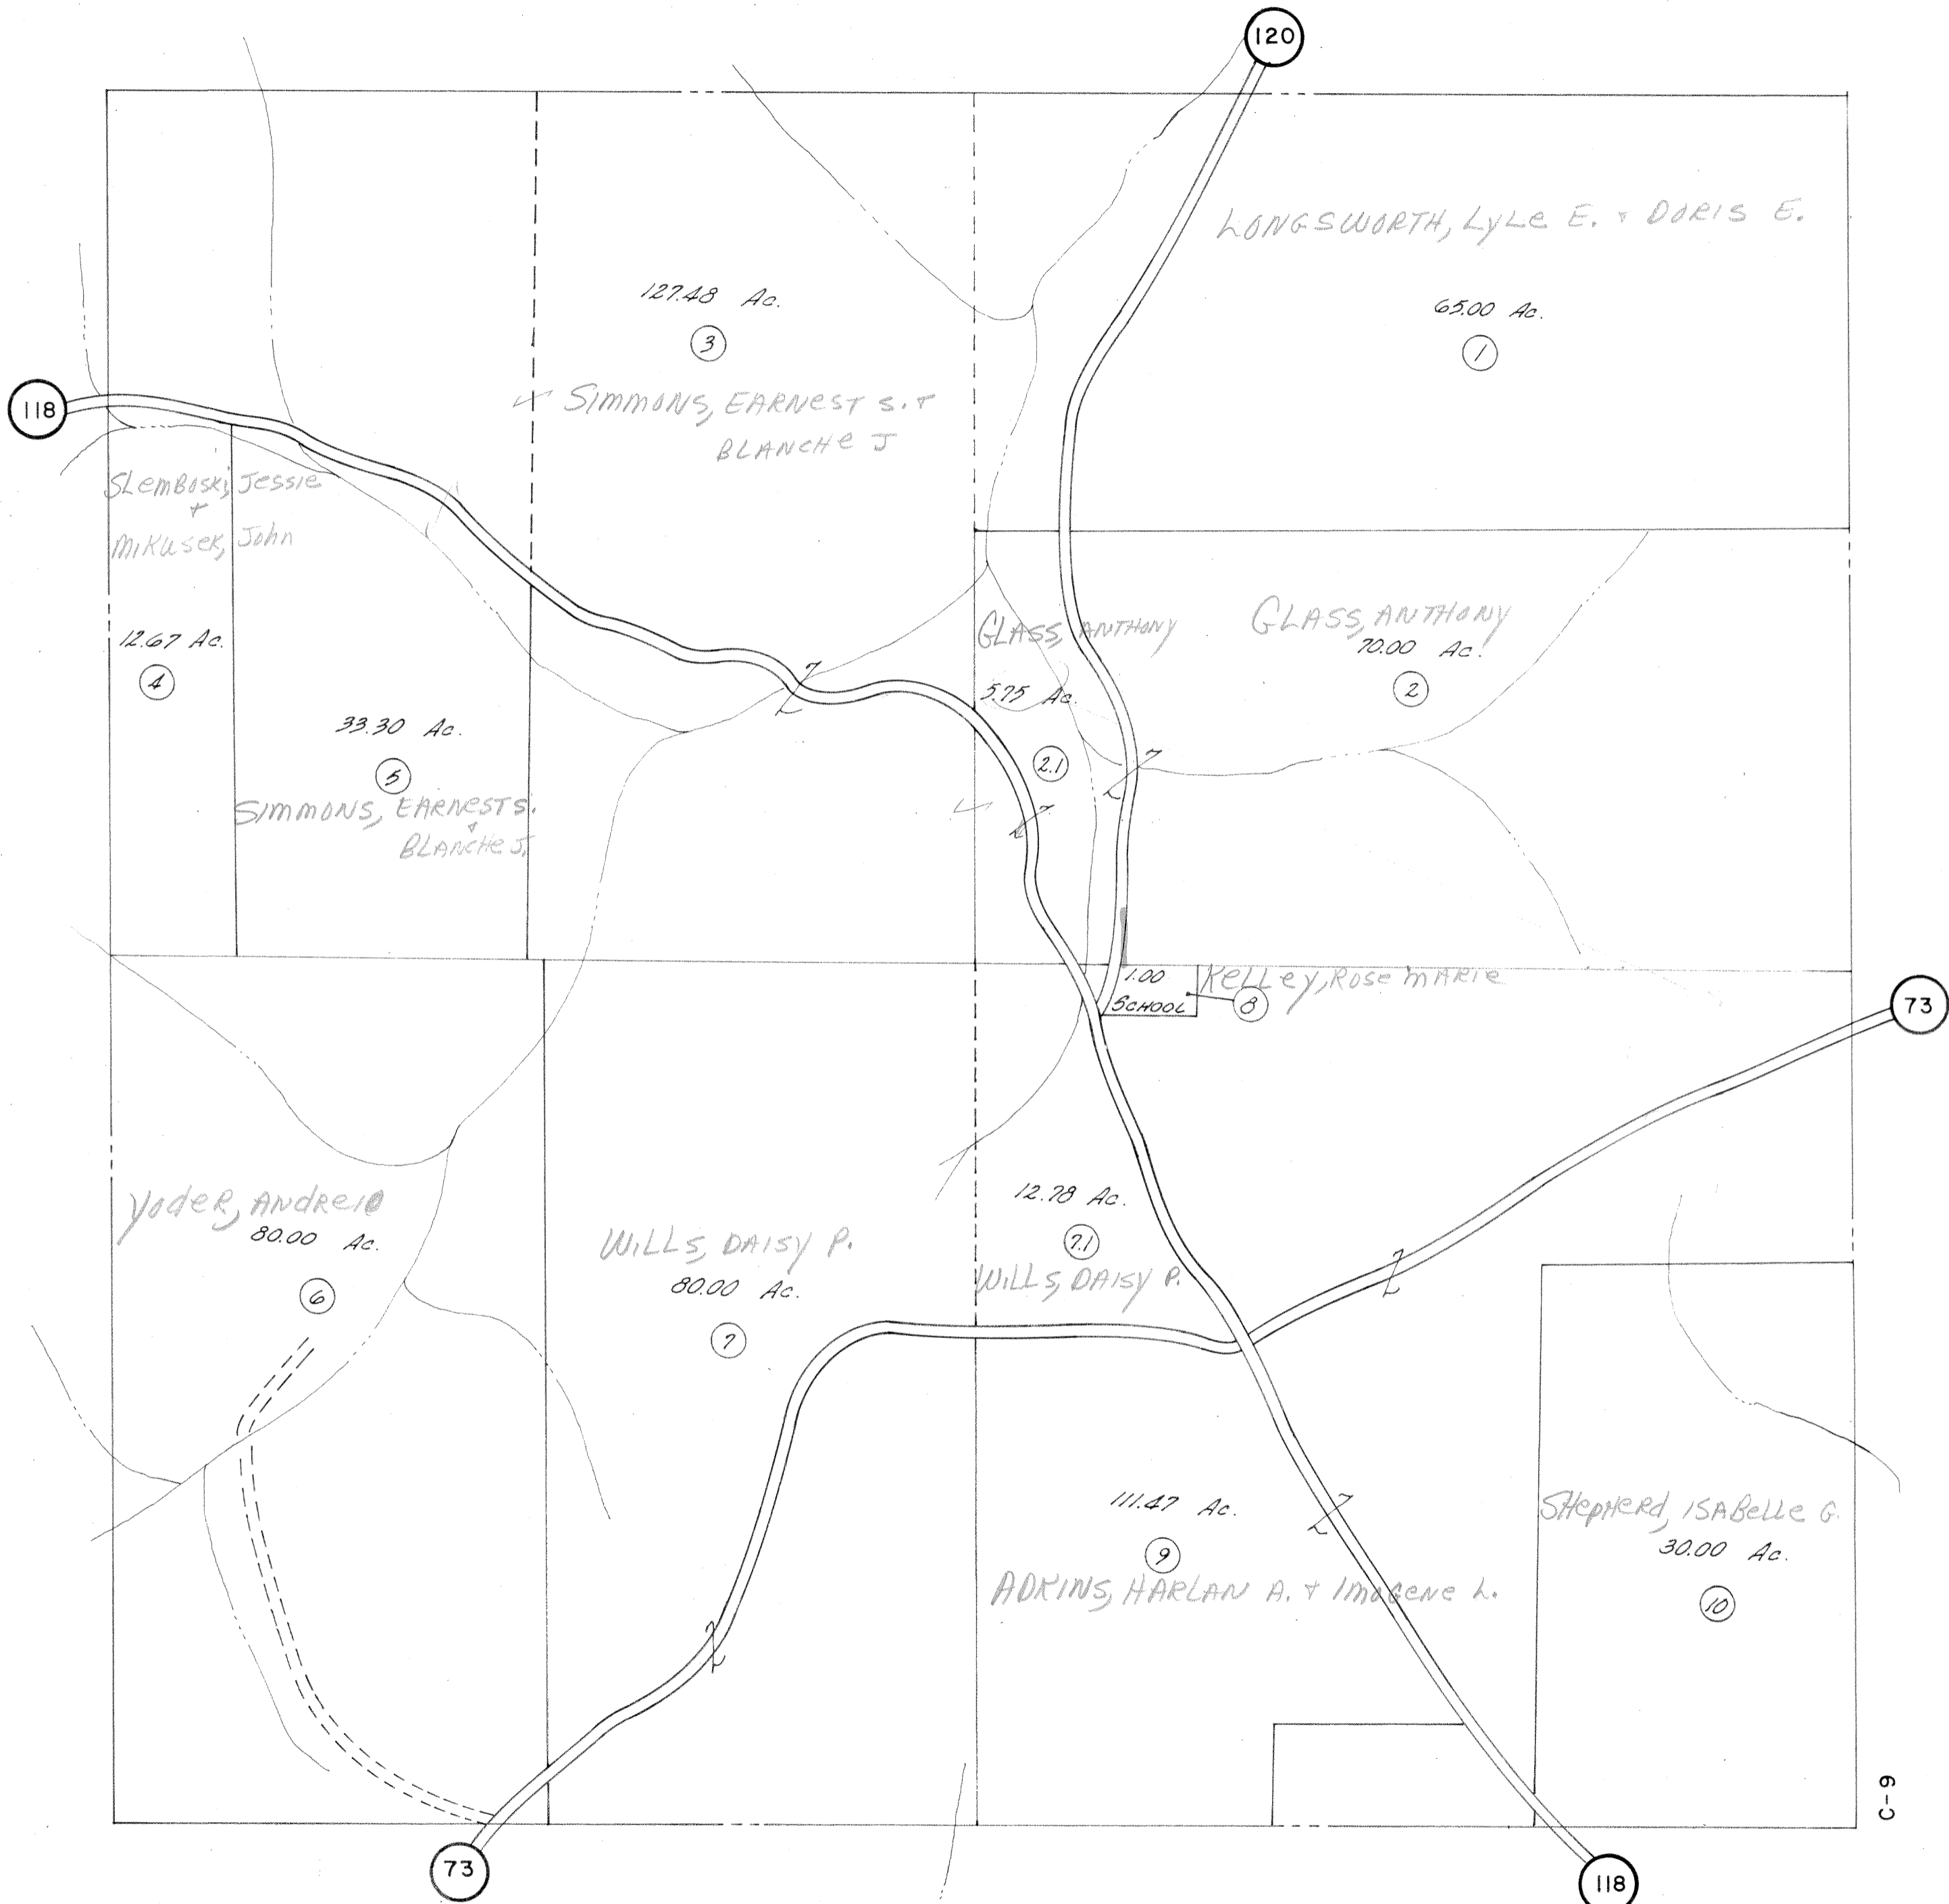 120
LONGSWORTH, LYLE E. + DORIS E.
65.00 Ac.
1
127.48 Ac.
3
SIMMONS, EARNEST S. +
BLANCHE J
118
SLEMBOSKI, JESSIE
+
MIKUSEK, John
12.67 Ac.
4
33.30 Ac.
5
SIMMONS, EARNEST S.
+
BLANCHE J.
GLASS, ANTHONY
5.75 Ac.
2.1
GLASS, ANTHONY
70.00 Ac.
2
1.00
SCHOOL
8
KELLEY, ROSE MARIE
73
YODER, ANDREW
80.00 Ac.
6
WILLS, DAISY P.
80.00 Ac.
7
12.78 Ac.
7.1
WILLS, DAISY P.
111.47 Ac.
9
ADKINS, HARLAN A. + IMOGENE L.
SHEPHERD, ISABELLE G.
30.00 Ac.
10
C-9
73
118